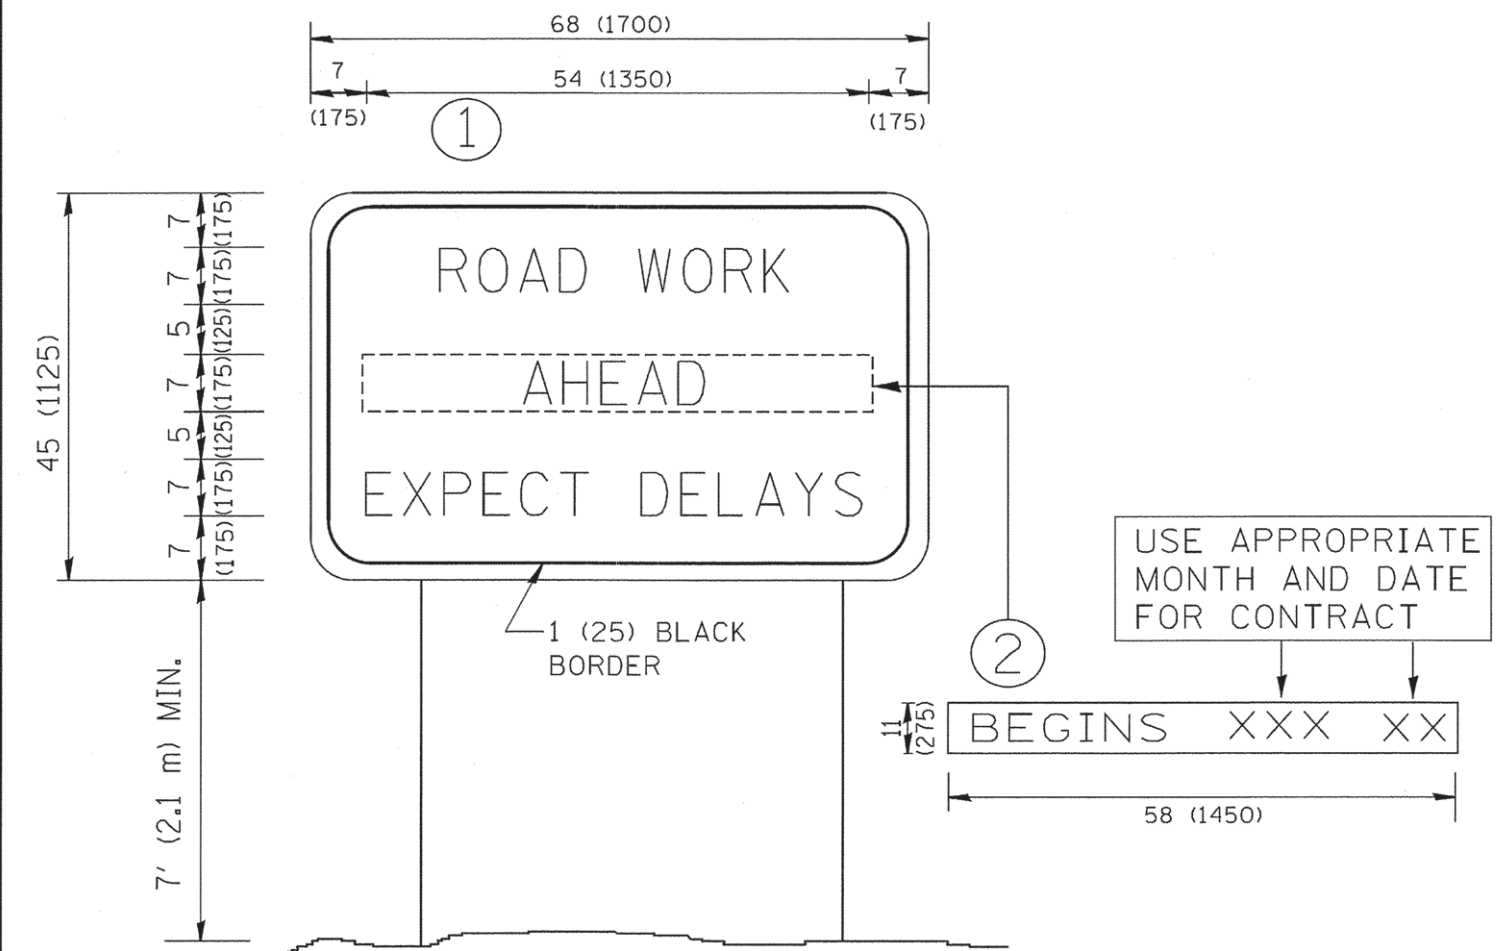 68 (1700)
7 54 (1350) 7
(175) (175)
1
45 (1125)
7 (175)
7 (175)
5 (125)
7 (175)
5 (125)
7 (175)
7 (175)
7' (2.1 m) MIN.
ROAD WORK
AHEAD
EXPECT DELAYS
1 (25) BLACK
BORDER
2
USE APPROPRIATE
MONTH AND DATE
FOR CONTRACT
11
(275)
BEGINS XXX XX
58 (1450)